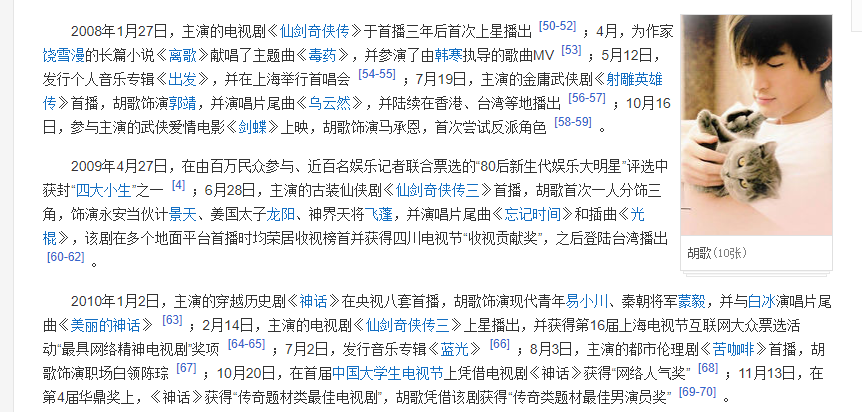 2008年1月27日，主演的电视剧《仙剑奇侠传》于首播三年后首次上星播出 [50-52] ；4月，为作家
饶雪漫的长篇小说《离歌》献唱了主题曲《毒药》，并参演了由韩寒执导的歌曲MV [53] ；5月12日，
发行个人音乐专辑《出发》，并在上海举行首唱会 [54-55] ；7月19日，主演的金庸武侠剧《射雕英雄
传》首播，胡歌饰演郭靖，并演唱片尾曲《乌云然》，并陆续在香港、台湾等地播出 [56-57] ；10月16
日，参与主演的武侠爱情电影《剑蝶》上映，胡歌饰演马承恩，首次尝试反派角色 [58-59] 。
2009年4月27日，在由百万民众参与、近百名娱乐记者联合票选的“80后新生代娱乐大明星”评选中
获封“四大小生”之一 [4] ；6月28日，主演的古装仙侠剧《仙剑奇侠传三》首播，胡歌首次一人分饰三
角，饰演永安当伙计景天、姜国太子龙阳、神界天将飞蓬，并演唱片尾曲《忘记时间》和插曲《光
棍》，该剧在多个地面平台首播时均荣居收视榜首并获得四川电视节“收视贡献奖”，之后登陆台湾播出
[60-62] 。
胡歌(10张)
2010年1月2日，主演的穿越历史剧《神话》在央视八套首播，胡歌饰演现代青年易小川、秦朝将军蒙毅，并与白冰演唱片尾
曲《美丽的神话》 [63] ；2月14日，主演的电视剧《仙剑奇侠传三》上星播出，并获得第16届上海电视节互联网大众票选活
动“最具网络精神电视剧”奖项 [64-65] ；7月2日，发行音乐专辑《蓝光》 [66] ；8月3日，主演的都市伦理剧《苦咖啡》首播，胡
歌饰演职场白领陈琮 [67] ；10月20日，在首届中国大学生电视节上凭借电视剧《神话》获得“网络人气奖” [68] ；11月13日，在
第4届华鼎奖上，《神话》获得“传奇题材类最佳电视剧”，胡歌凭借该剧获得“传奇类题材最佳男演员奖” [69-70] 。